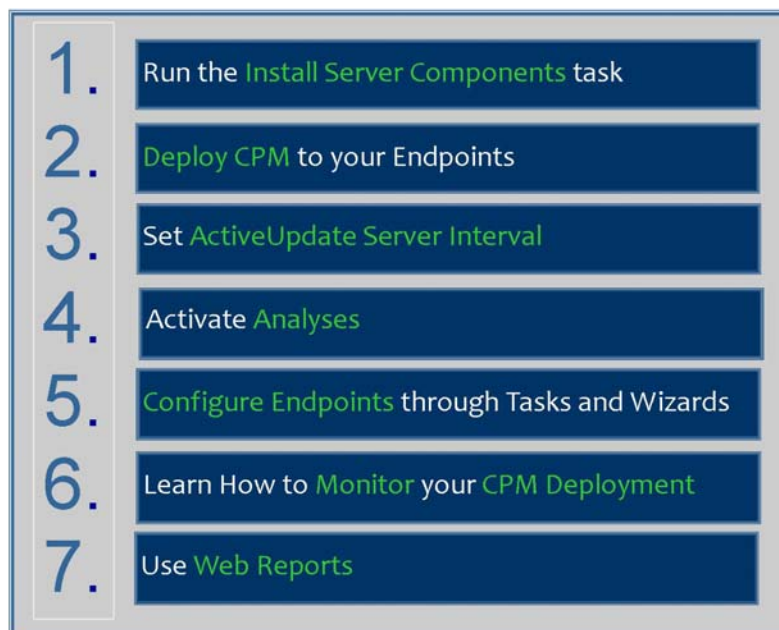 1. Run the Install Server Components task
2. Deploy CPM to your Endpoints
3. Set ActiveUpdate Server Interval
4. Activate Analyses
5. Configure Endpoints through Tasks and Wizards
6. Learn How to Monitor your CPM Deployment
7. Use Web Reports